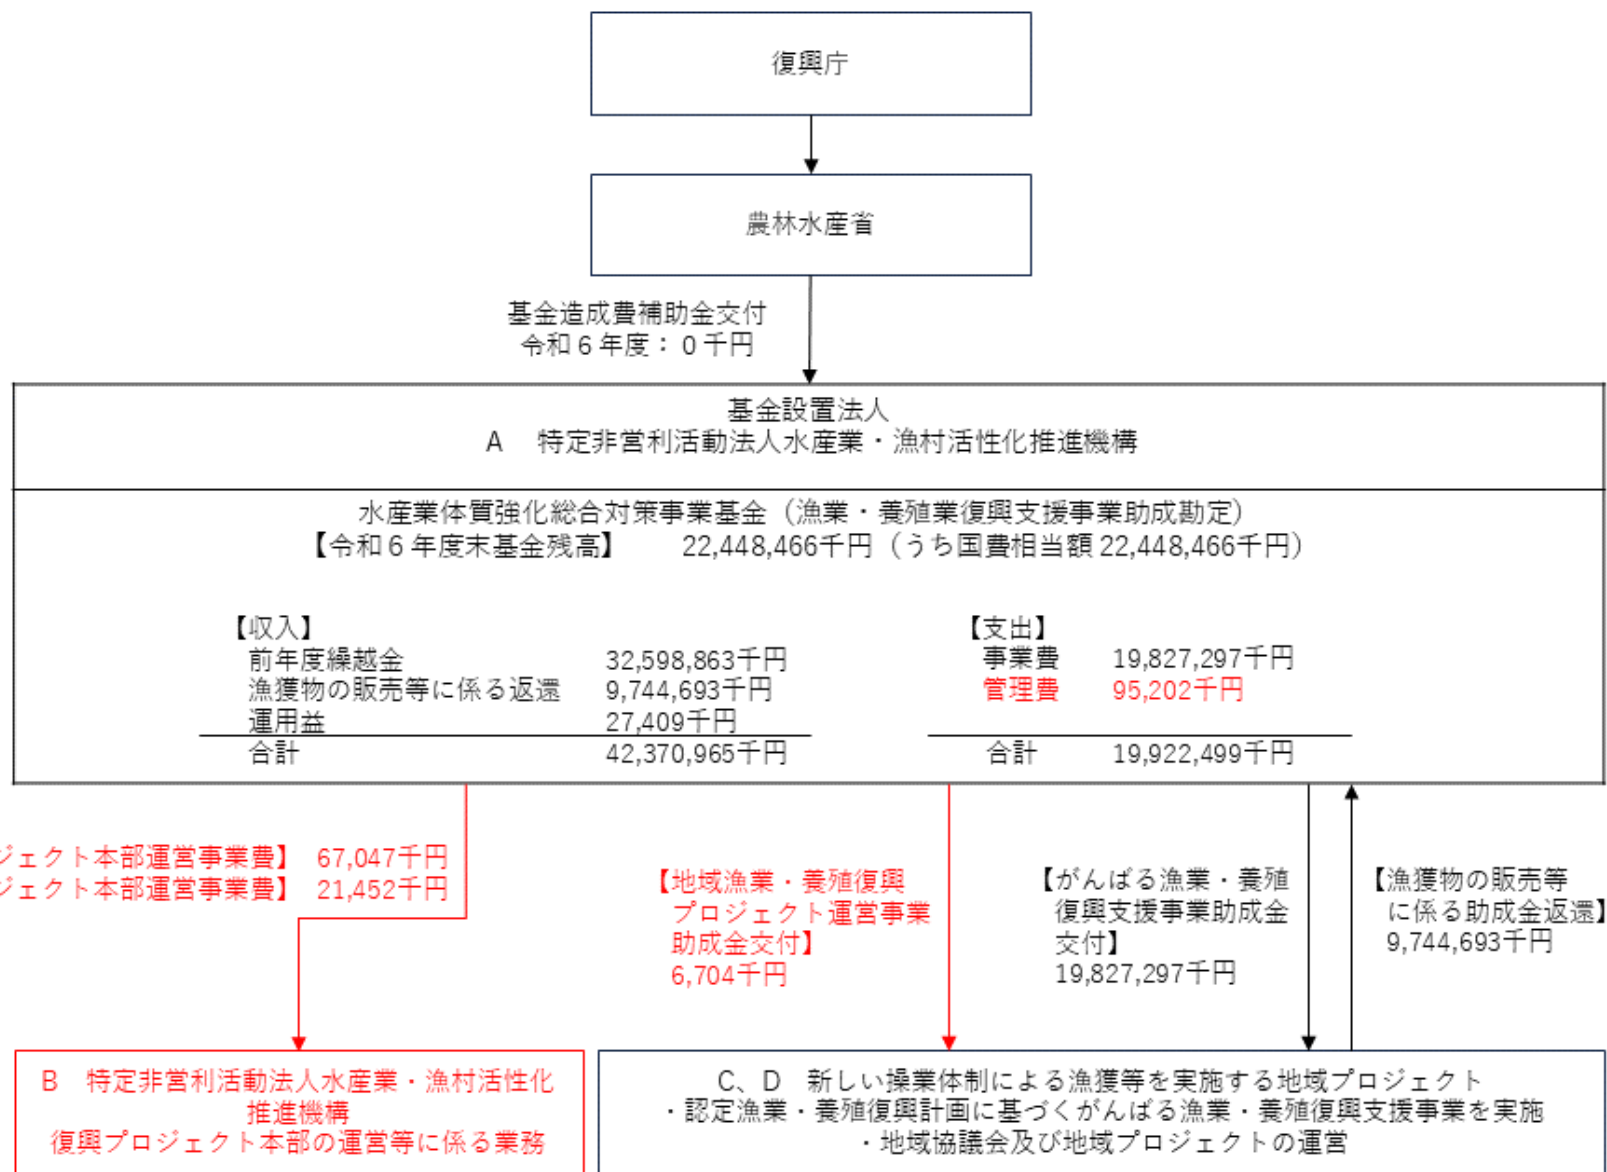 復興庁
農林水産省
基金造成費補助金交付
令和６年度：０千円
基金設置法人
A　特定非営利活動法人水産業・漁村活性化推進機構
水産業体質強化総合対策事業基金（漁業・養殖業復興支援事業助成勘定）
【令和６年度末基金残高】　22,448,466千円（うち国費相当額 22,448,466千円）
【収入】
前年度繰越金　32,598,863千円
漁獲物の販売等に係る返還　9,744,693千円
運用益　27,409千円
合計　42,370,965千円
【支出】
事業費　19,827,297千円
管理費　95,202千円
合計　19,922,499千円
ジェクト本部運営事業費】 67,047千円
ジェクト本部運営事業費】 21,452千円
【地域漁業・養殖復興
プロジェクト運営事業
助成金交付】
6,704千円
【がんばる漁業・養殖
復興支援事業助成金
交付】
19,827,297千円
【漁獲物の販売等
に係る助成金返還】
9,744,693千円
B　特定非営利活動法人水産業・漁村活性化
推進機構
復興プロジェクト本部の運営等に係る業務
C、D　新しい操業体制による漁獲等を実施する地域プロジェクト
・認定漁業・養殖復興計画に基づくがんばる漁業・養殖復興支援事業を実施
・地域協議会及び地域プロジェクトの運営